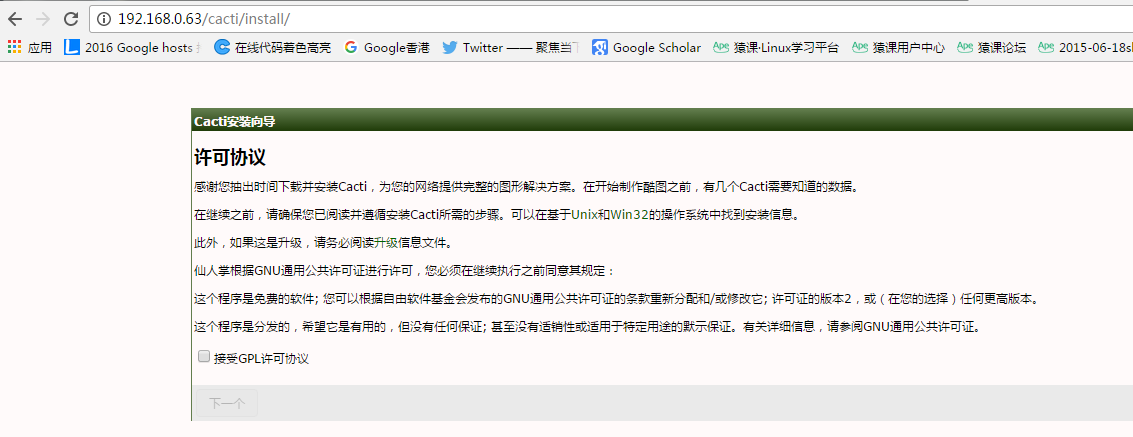 192.168.0.63/cacti/install/
应用 2016 Google hosts 在线代码着色高亮 Google香港 Twitter —— 聚焦当 Google Scholar 猿课·Linux学习平台 猿课用户中心 猿课论坛 2015-06-18sl
Cacti安装向导
许可协议
感谢您抽出时间下载并安装Cacti，为您的网络提供完整的图形解决方案。在开始制作酷图之前，有几个Cacti需要知道的数据。
在继续之前，请确保您已阅读并遵循安装Cacti所需的步骤。可以在基于Unix和Win32的操作系统中找到安装信息。
此外，如果这是升级，请务必阅读升级信息文件。
仙人掌根据GNU通用公共许可证进行许可，您必须在继续执行之前同意其规定：
这个程序是免费的软件; 您可以根据自由软件基金会发布的GNU通用公共许可证的条款重新分配和/或修改它; 许可证的版本2，或（在您的选择）任何更高版本。
这个程序是分发的，希望它是有用的，但没有任何保证; 甚至没有适销性或适用于特定用途的默示保证。有关详细信息，请参阅GNU通用公共许可证。
接受GPL许可协议
下一个